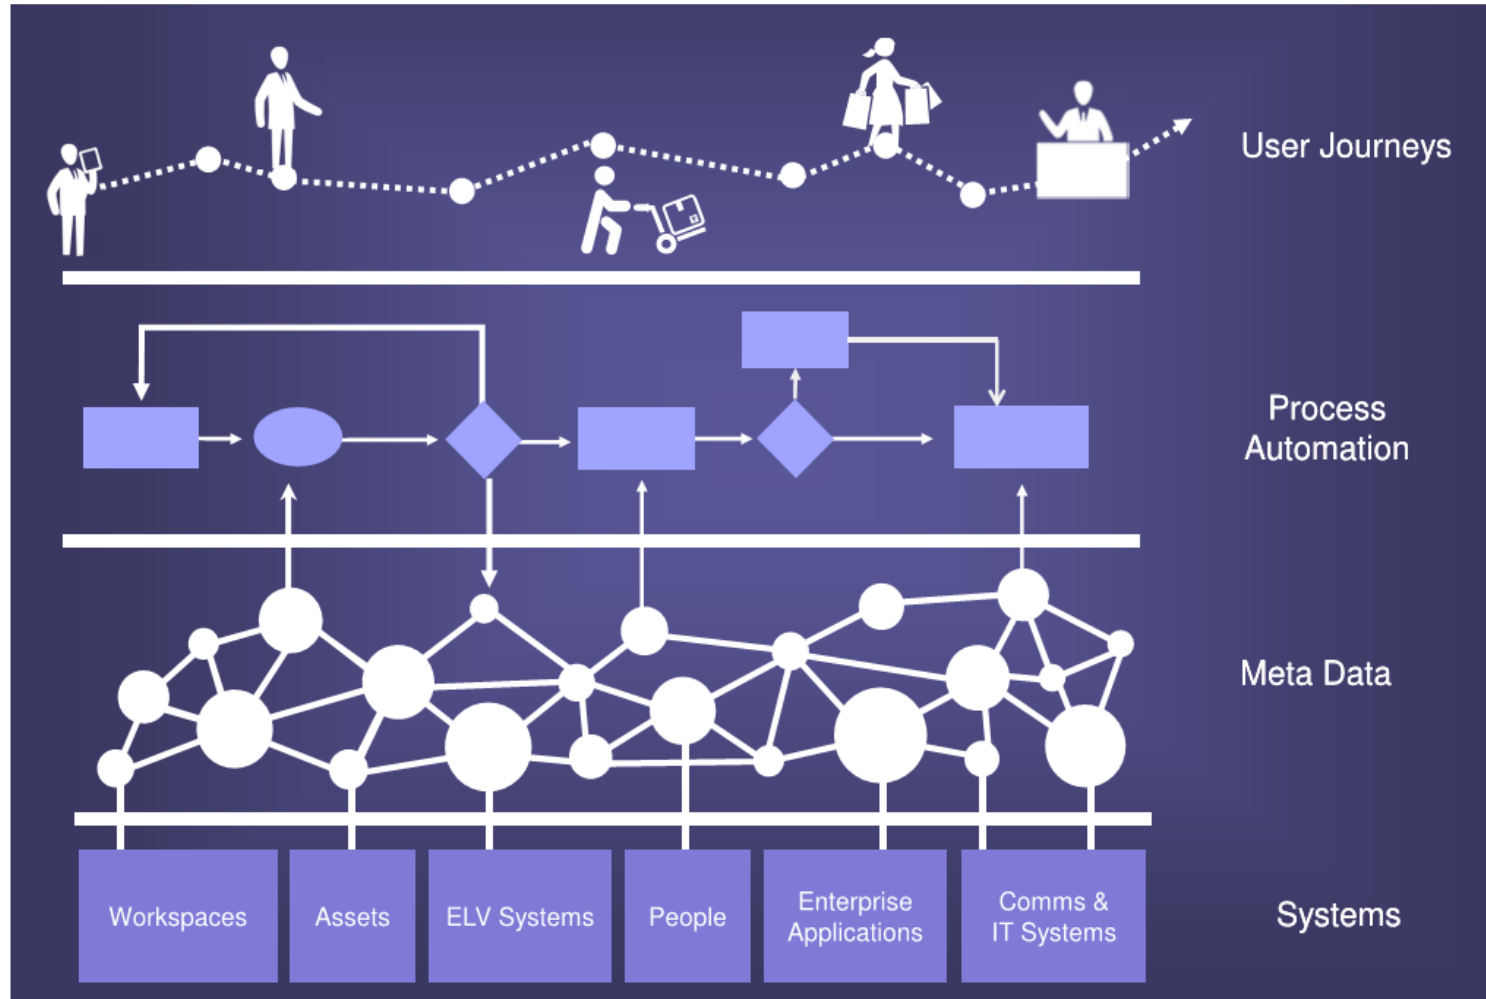 User Journeys
Process
Automation
Meta Data
Workspaces
Assets
ELV Systems
People
Enterprise
Applications
Comms &
IT Systems
Systems